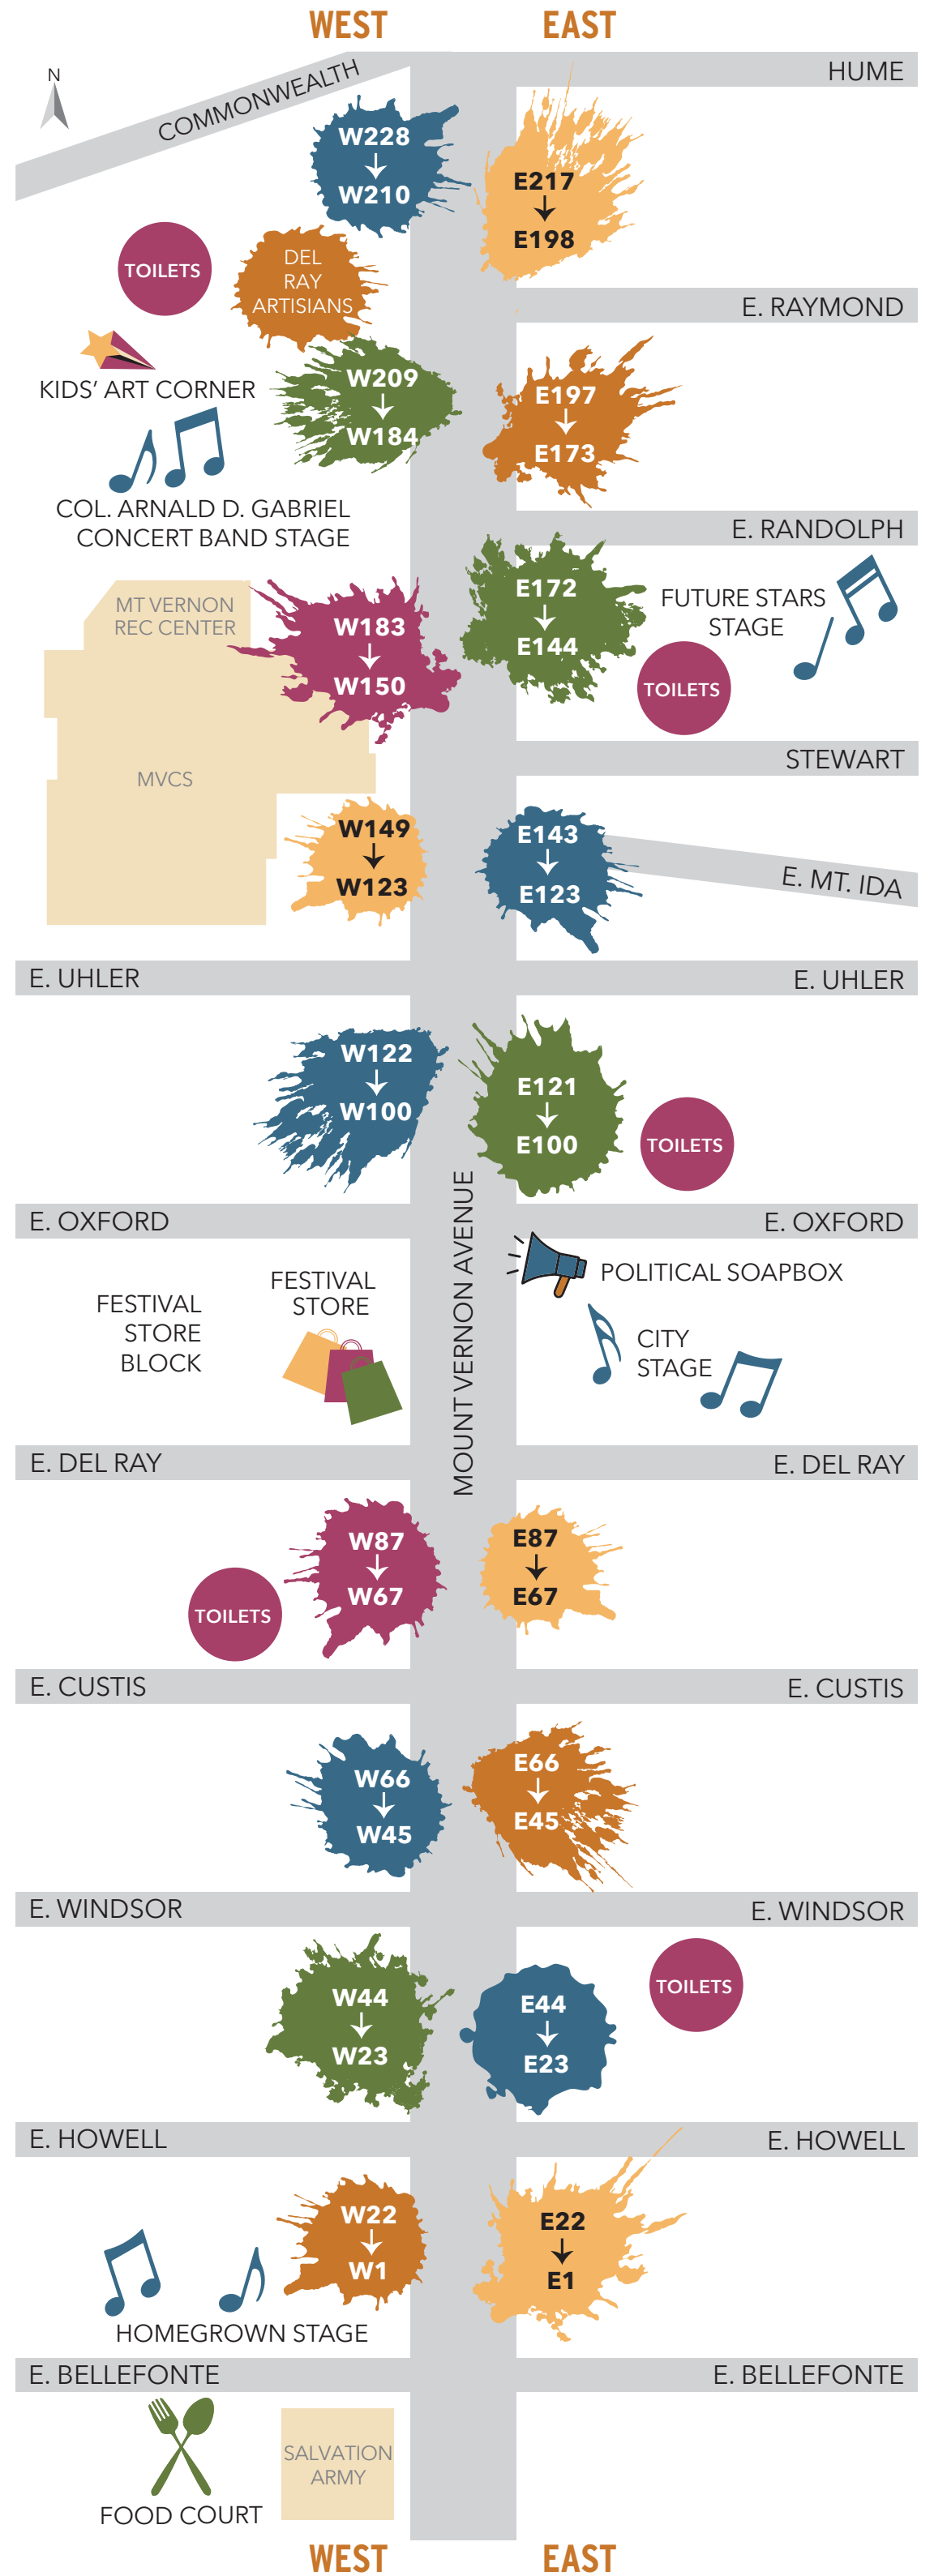 WEST
EAST
N
COMMONWEALTH
HUME
W228
W210
E217
E198
TOILETS
DEL
RAY
ARTISIANS
E. RAYMOND
KIDS' ART CORNER
W209
W184
E197
E173
COL. ARNALD D. GABRIEL
CONCERT BAND STAGE
E. RANDOLPH
MT VERNON
REC CENTER
W183
W150
E172
E144
FUTURE STARS
STAGE
TOILETS
STEWART
MVCS
W149
W123
E143
E123
E. MT. IDA
E. UHLER
E. UHLER
W122
W100
E121
E100
TOILETS
MOUNT VERNON AVENUE
E. OXFORD
E. OXFORD
POLITICAL SOAPBOX
FESTIVAL
STORE
BLOCK
FESTIVAL
STORE
CITY
STAGE
E. DEL RAY
E. DEL RAY
W87
W67
E87
E67
TOILETS
E. CUSTIS
E. CUSTIS
W66
W45
E66
E45
E. WINDSOR
E. WINDSOR
W44
W23
E44
E23
TOILETS
E. HOWELL
E. HOWELL
W22
W1
E22
E1
HOMEGROWN STAGE
E. BELLEFONTE
E. BELLEFONTE
SALVATION
ARMY
FOOD COURT
WEST
EAST